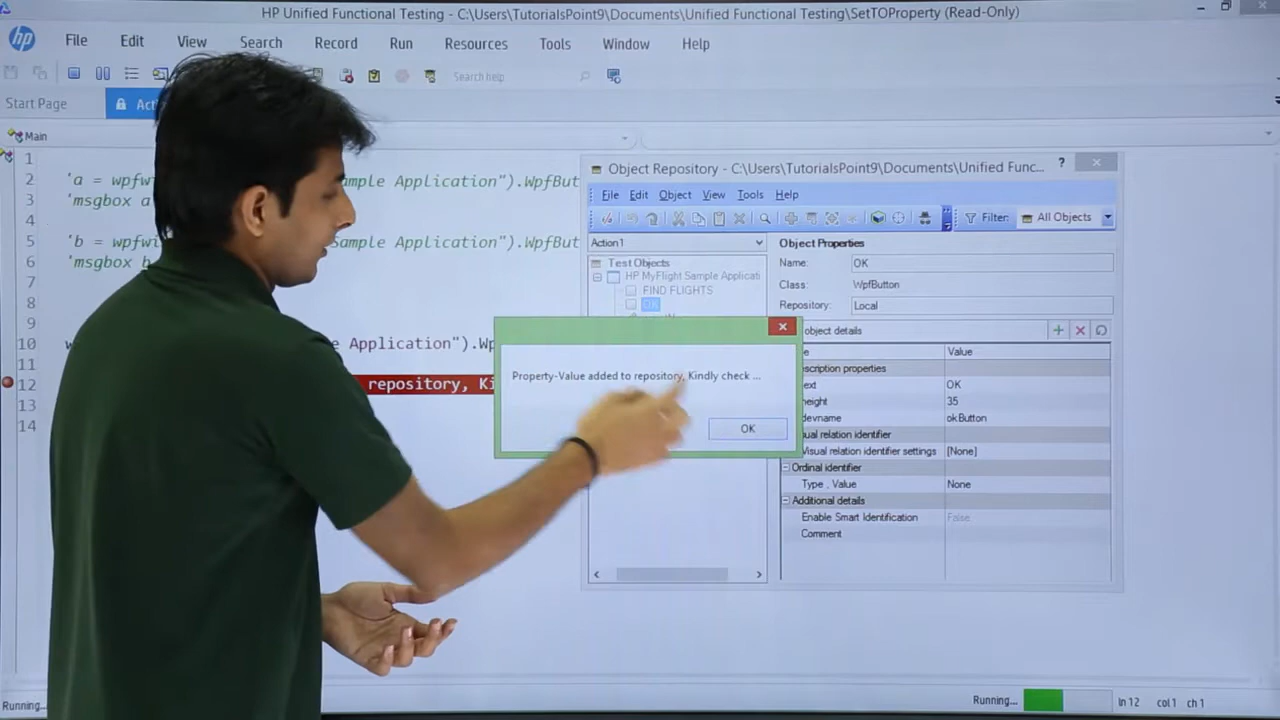 HP Unified Functional Testing - C:\Users\TutorialsPoint9\Documents\Unified Functional Testing\SetTOProperty (Read-Only)
hp
File Edit View Search Record Run Resources Tools Window Help
Search help
Start Page
Main
1
2 'a = ample Application").WpfBut
3 'msgbox a
4
5 'b = wpfw Sample Application").WpfBut
6 'msgbox b
7
8
9
10 Application").Wp
11
12 repository, Ki
13
14
Object Repository - C:\Users\TutorialsPoint9\Documents\Unified Func... ?
File Edit Object View Tools Help
Filter: All Objects
Action1
Test Objects
HP MyFlight Sample Applicati
FIND FLIGHTS
OK
Object Properties
Name: OK
Class: WpfButton
Repository: Local
object details
Value
scription properties
ext OK
eight 35
devname okButton
ual relation identifier
Visual relation identifier settings [None]
Ordinal identifier
Type , Value None
Additional details
Enable Smart Identification False
Comment
Property-Value added to repository, Kindly check ...
OK
Running...
Running... ln 12 col 1 ch 1